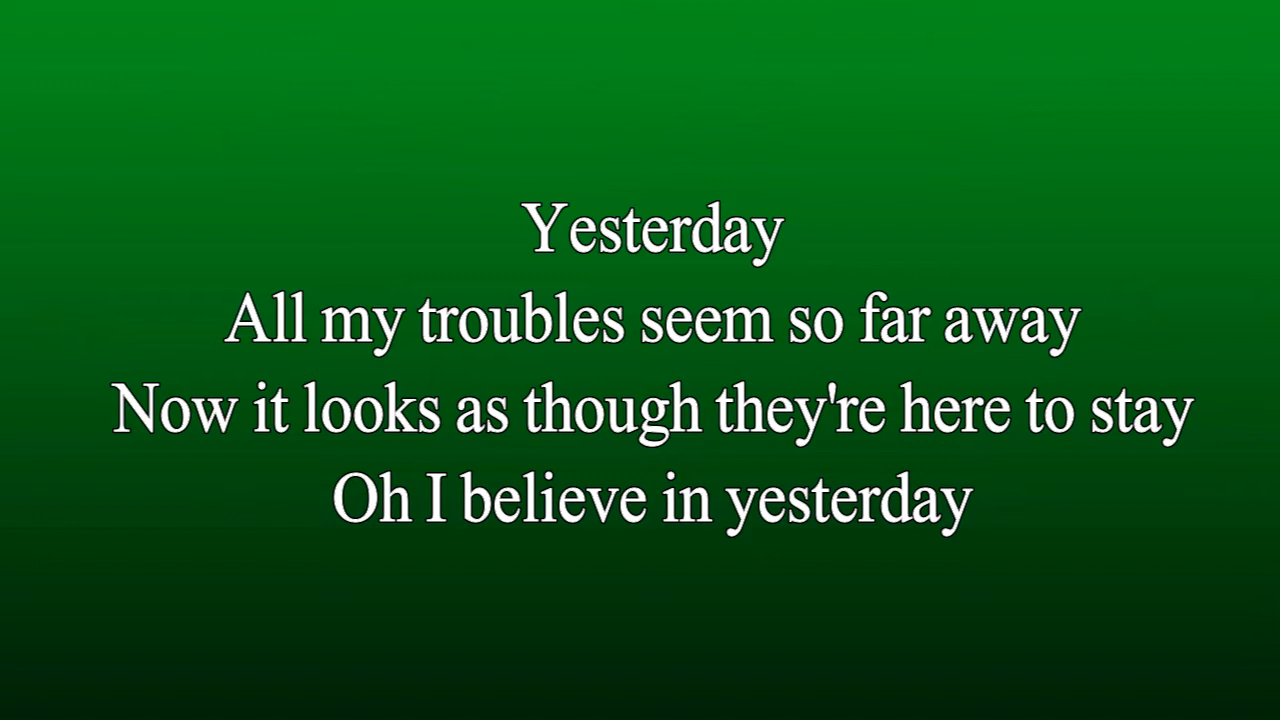 Yesterday
All my troubles seem so far away
Now it looks as though they're here to stay
Oh I believe in yesterday